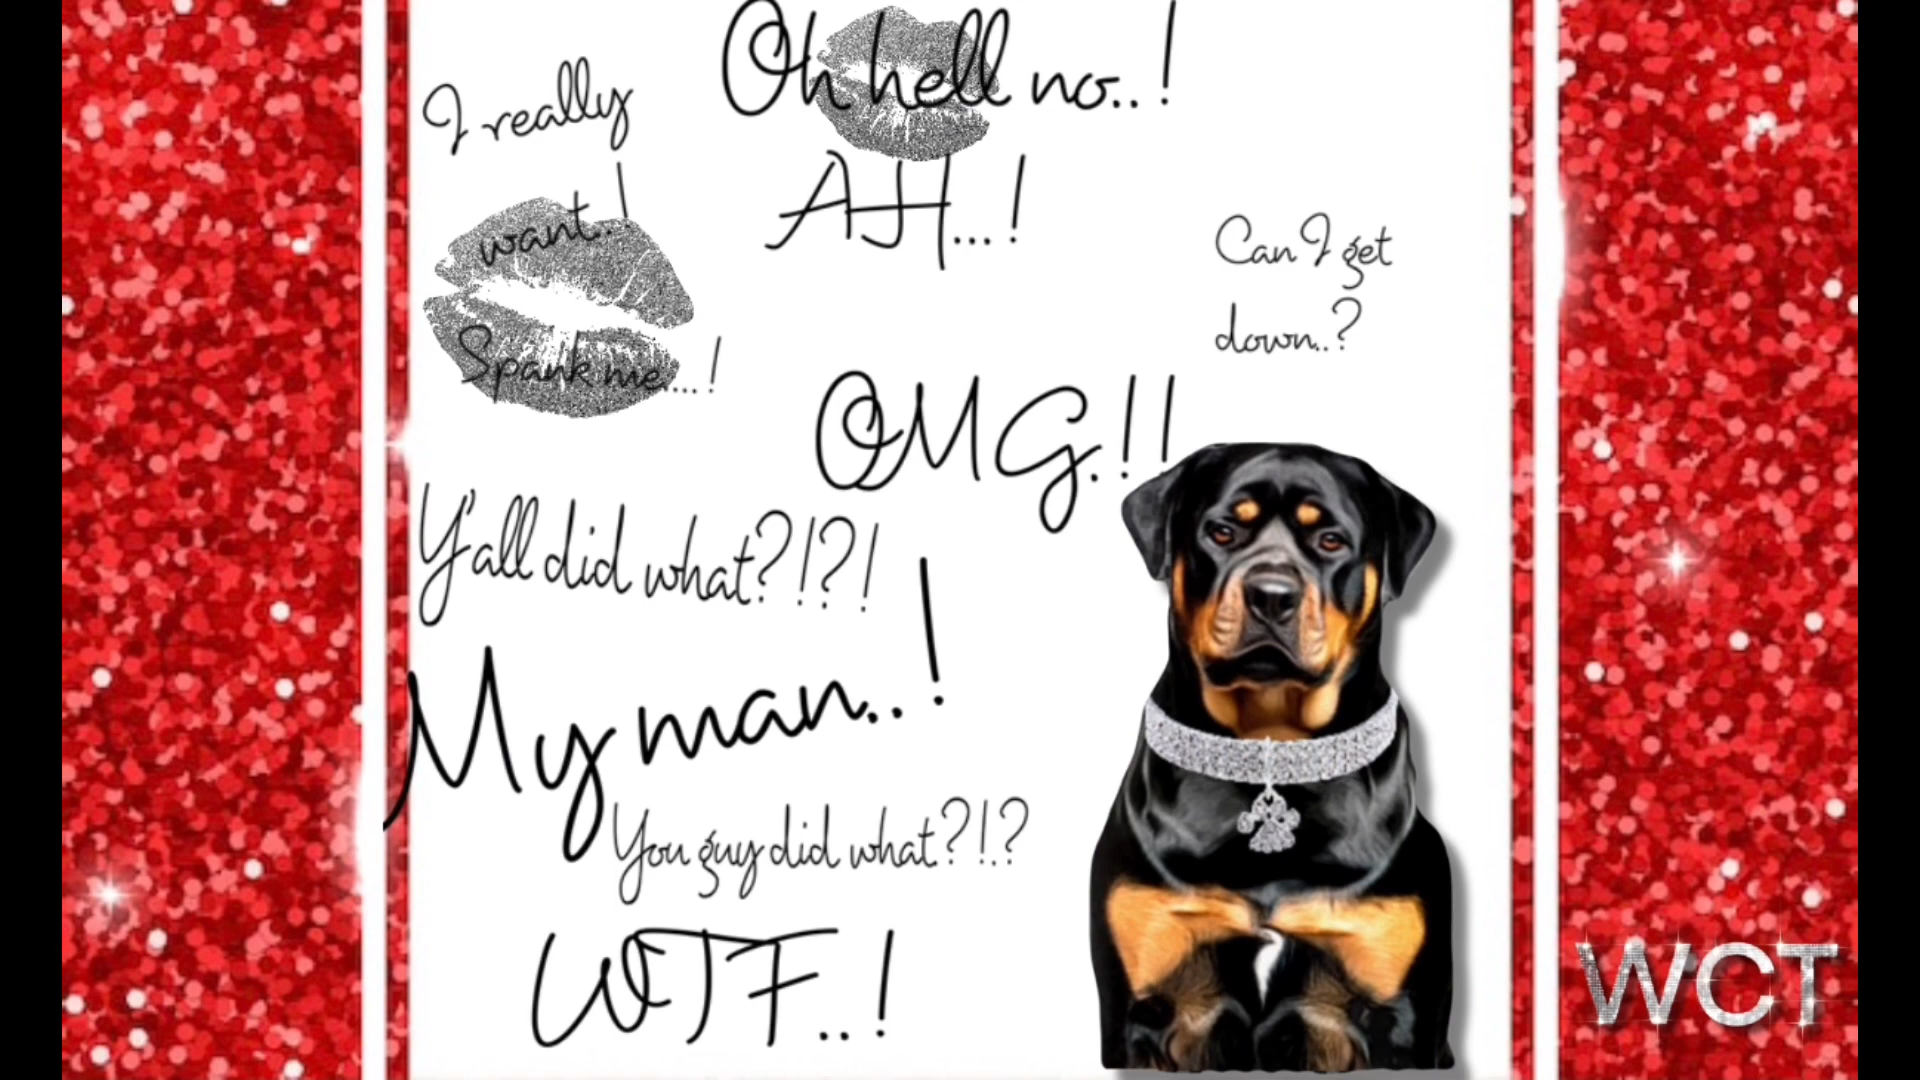 Oh hell no..!
I really
want..!
Spank me....!
AH...!
Can I get
down..?
OMG.!!
Y'all did what?!?!
My man..!
You guy did what?!.?
WTF..!
WCT